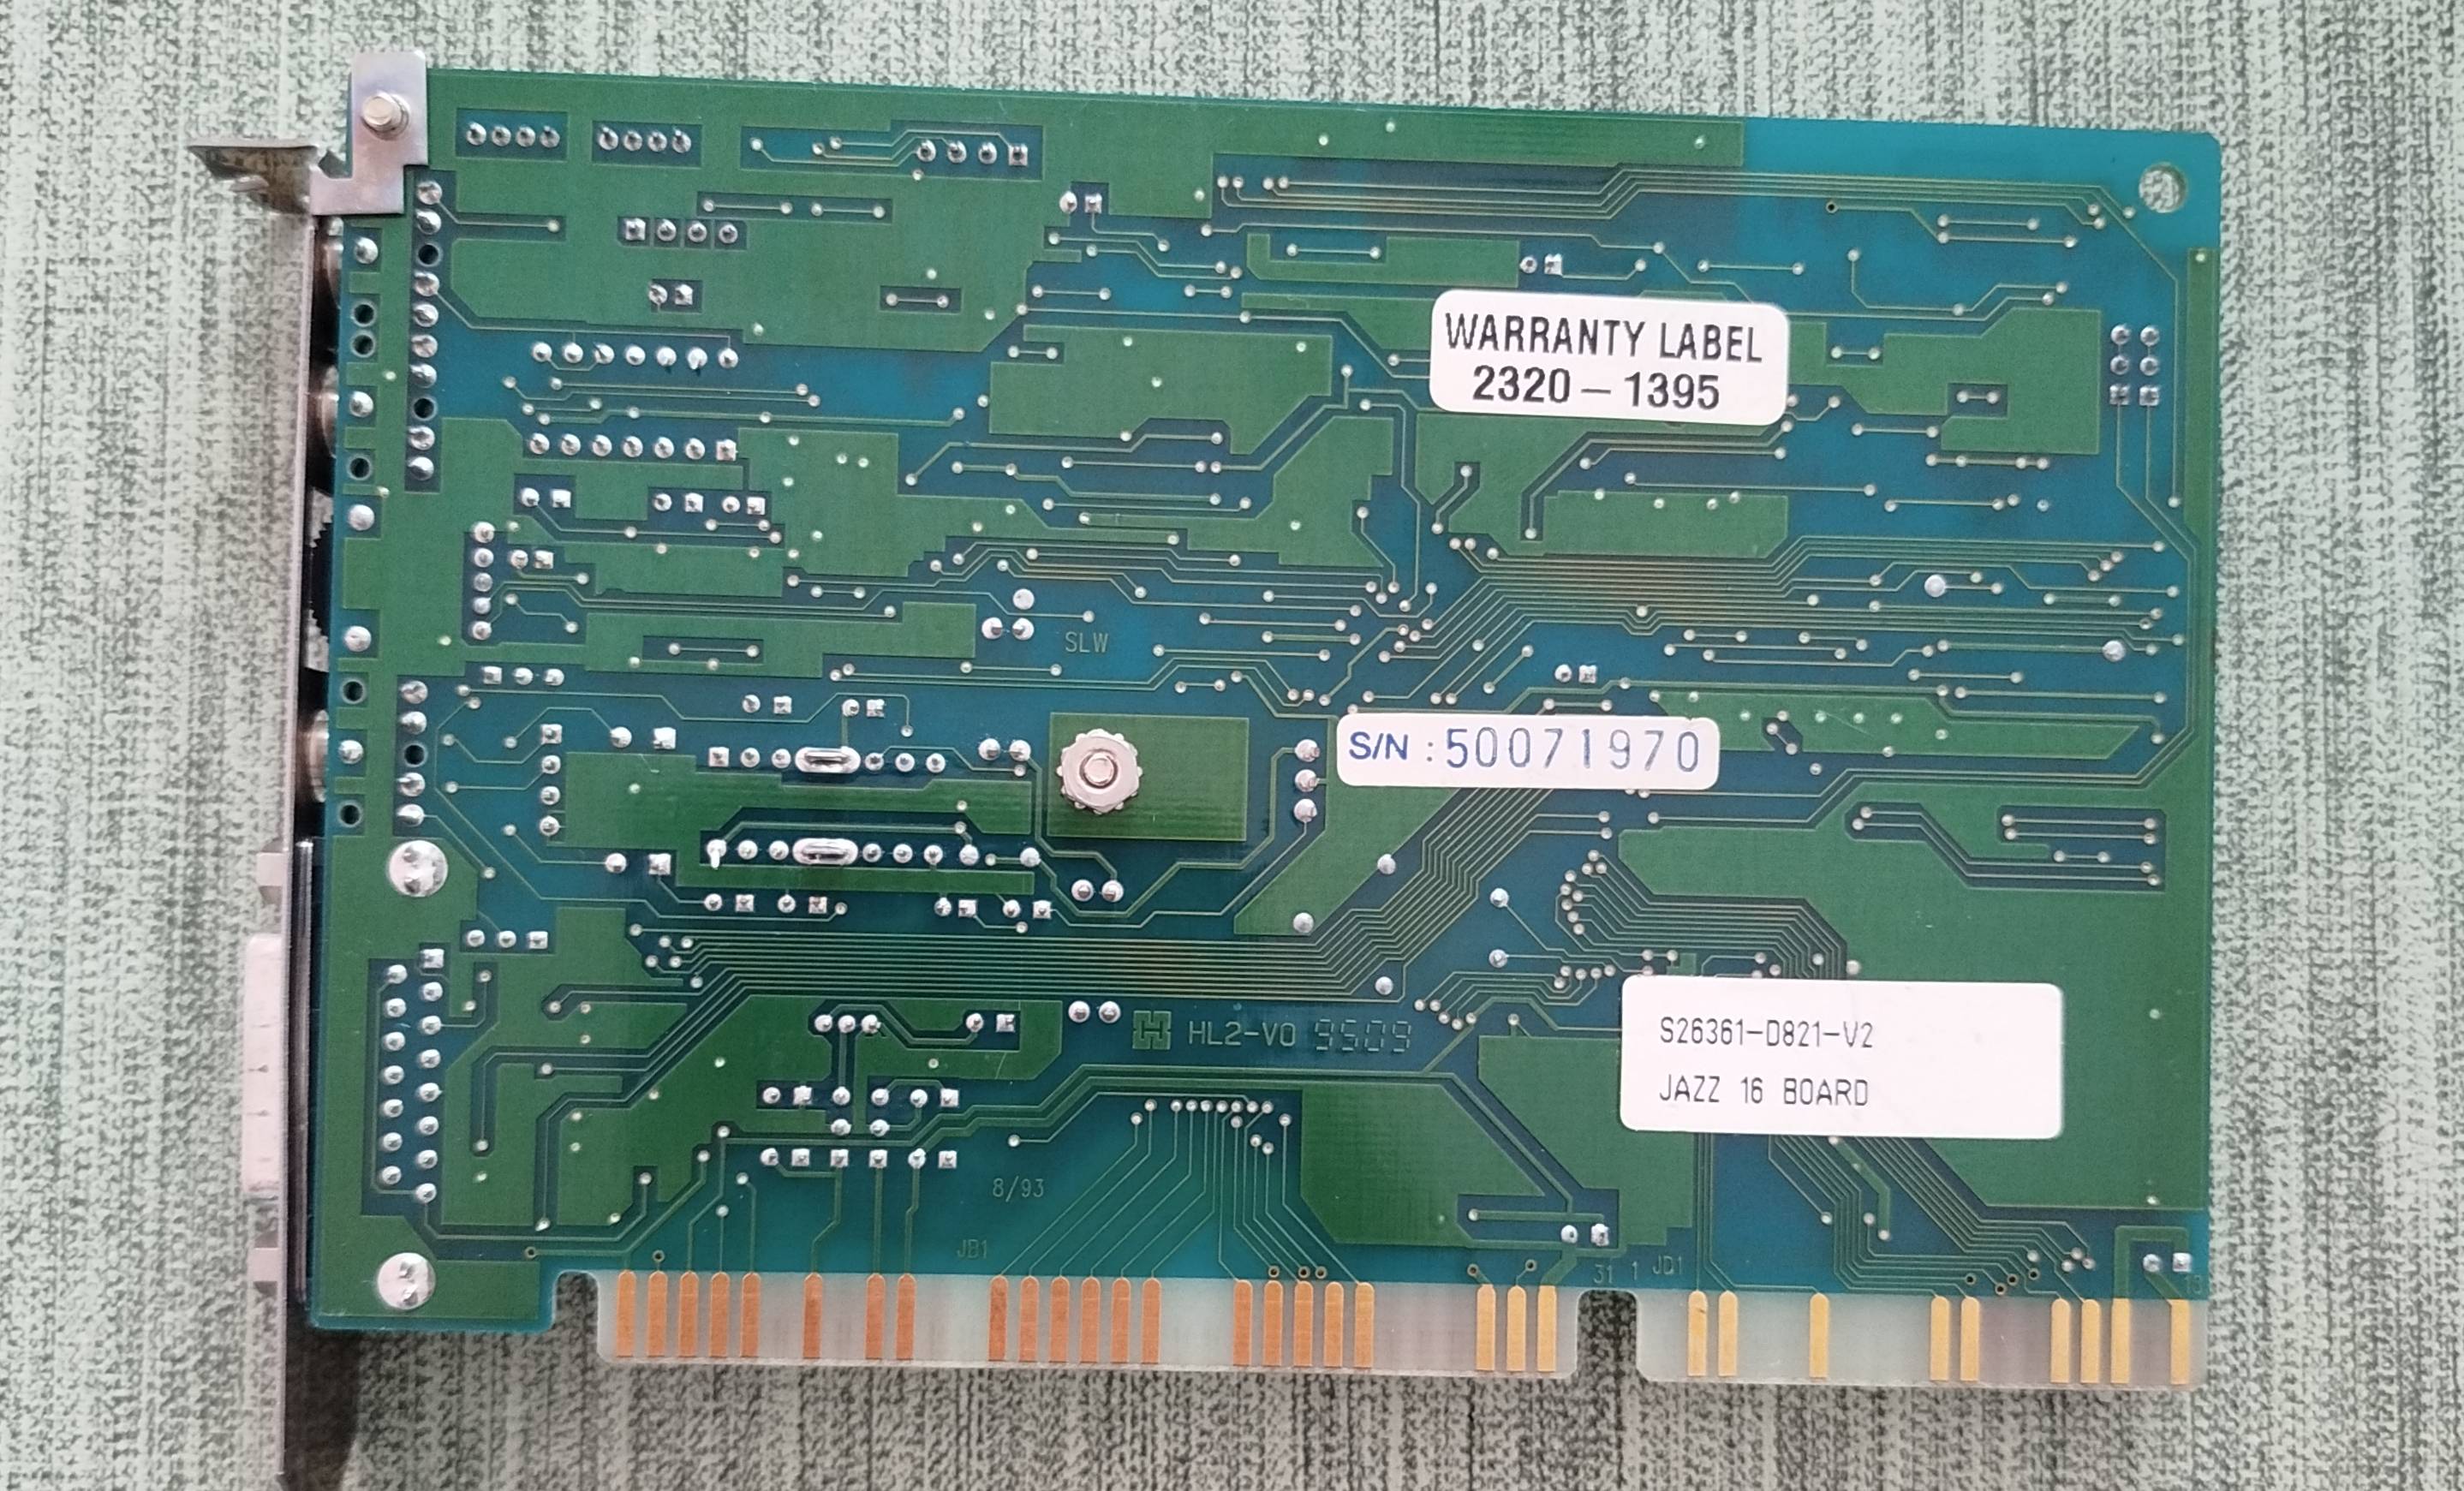 WARRANTY LABEL
2320-1395
SLW
S/N : 50071970
HL2-V0 9509
S26361-D821-V2
JAZZ 16 BOARD
8/93
JB1
31 1 JD1